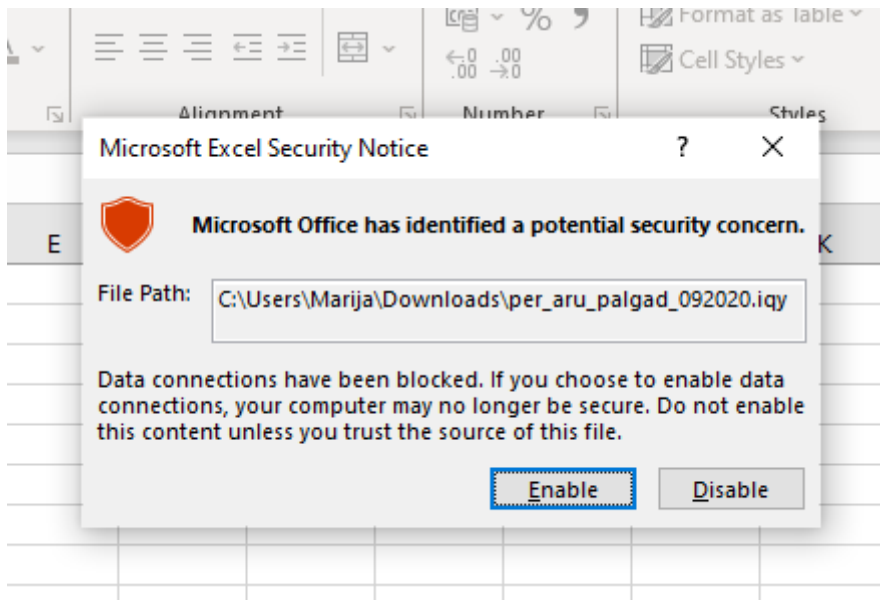 % Format as Table
.00 .00 Cell Styles
Alignment Number Styles
Microsoft Excel Security Notice ?
Microsoft Office has identified a potential security concern.
E K
File Path: C:\Users\Marija\Downloads\per_aru_palgad_092020.iqy
Data connections have been blocked. If you choose to enable data
connections, your computer may no longer be secure. Do not enable
this content unless you trust the source of this file.
Enable Disable